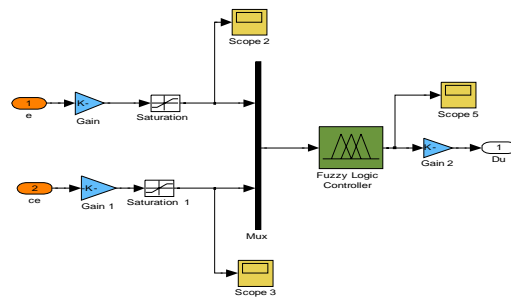 Scope 2
1
e
K-
Gain
Saturation
Scope 5
1
Du
K-
Gain 2
Fuzzy Logic
Controller
2
ce
K-
Gain 1
Saturation 1
Mux
Scope 3